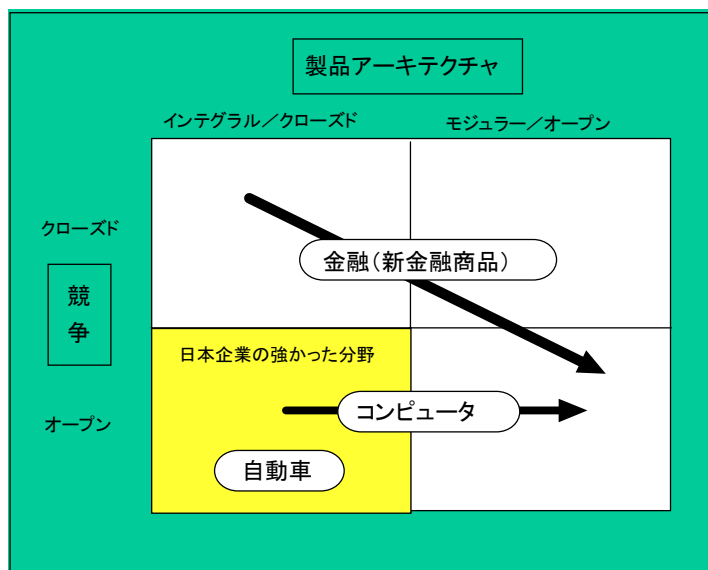 製品アーキテクチャ
インテグラル／クローズド
モジュラー／オープン
クローズド
金融（新金融商品）
競
争
日本企業の強かった分野
オープン
コンピュータ
自動車